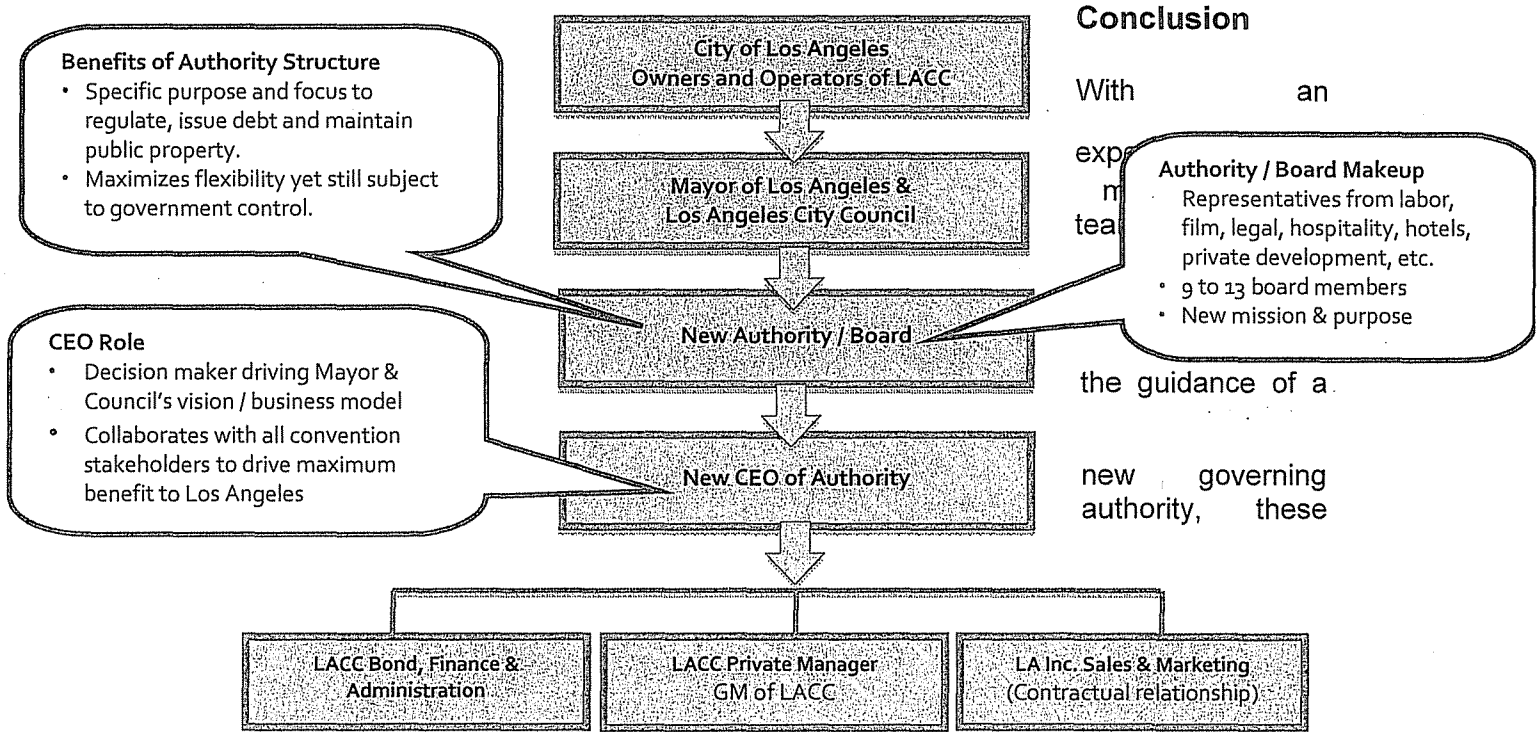 Benefits of Authority Structure
• Specific purpose and focus to
regulate, issue debt and maintain
public property.
• Maximizes flexibility yet still subject
to government control.
City of Los Angeles
Owners and Operators of LACC
Mayor of Los Angeles &
Los Angeles City Council
New Authority / Board
Authority / Board Makeup
Representatives from labor,
film, legal, hospitality, hotels,
private development, etc.
• 9 to 13 board members
• New mission & purpose
CEO Role
• Decision maker driving Mayor &
Council's vision / business model
• Collaborates with all convention
stakeholders to drive maximum
benefit to Los Angeles
New CEO of Authority
LACC Bond, Finance &
Administration
LACC Private Manager
GM of LACC
LA Inc. Sales & Marketing
(Contractual relationship)
Conclusion
With an
the guidance of a
new governing
authority, these